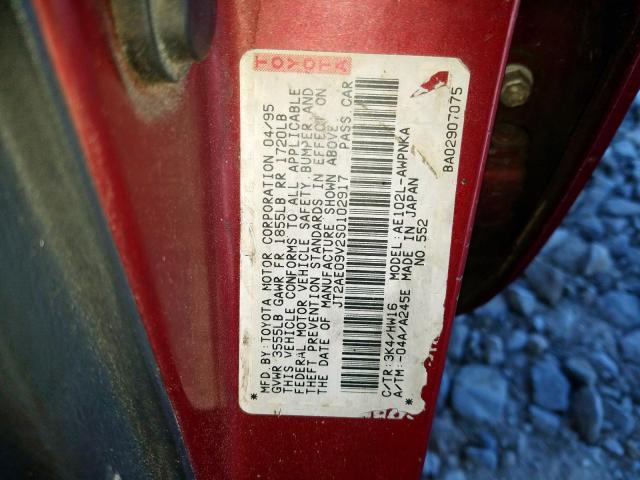 TOYOTA
MFD. BY: TOYOTA MOTOR CORPORATION 04/95
GVWR 3555LB GAWR FR 1855LB RR 1720LB
THIS VEHICLE CONFORMS TO ALL APPLICABLE
FEDERAL MOTOR VEHICLE SAFETY BUMPER AND
THEFT PREVENTION STANDARDS IN EFFECT ON
THE DATE OF MANUFACTURE SHOWN ABOVE.
* JT2AE09V2S0102917 PASS CAR
C/TR: 3K4/HW16 MODEL: AE102L-AWPNKA
A/TM: -04A/A245E MADE IN JAPAN
* NO 552
BA02907075